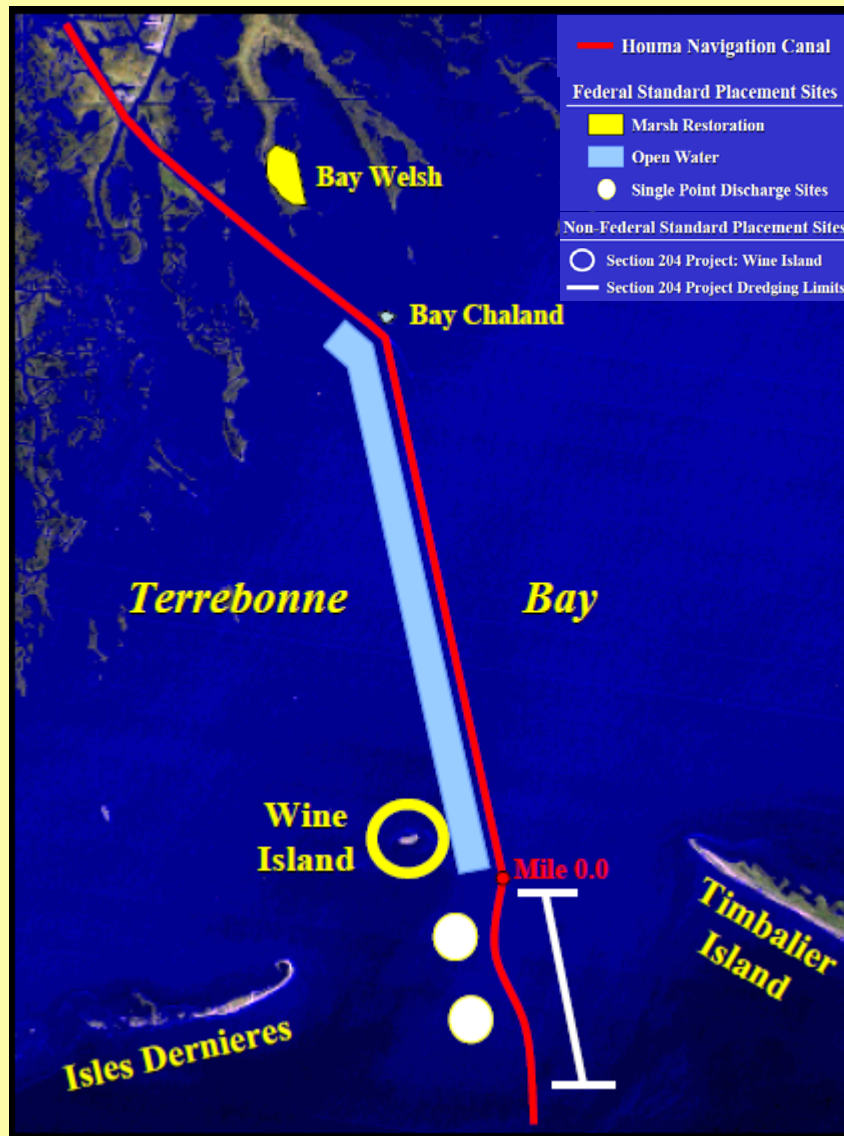 Houma Navigation Canal
Federal Standard Placement Sites
Marsh Restoration
Open Water
Single Point Discharge Sites
Non-Federal Standard Placement Sites
Section 204 Project: Wine Island
Section 204 Project Dredging Limits
Bay Welsh
Bay Chaland
Terrebonne Bay
Wine
Island
Mile 0.0
Timbalier
Island
Isles Dernieres